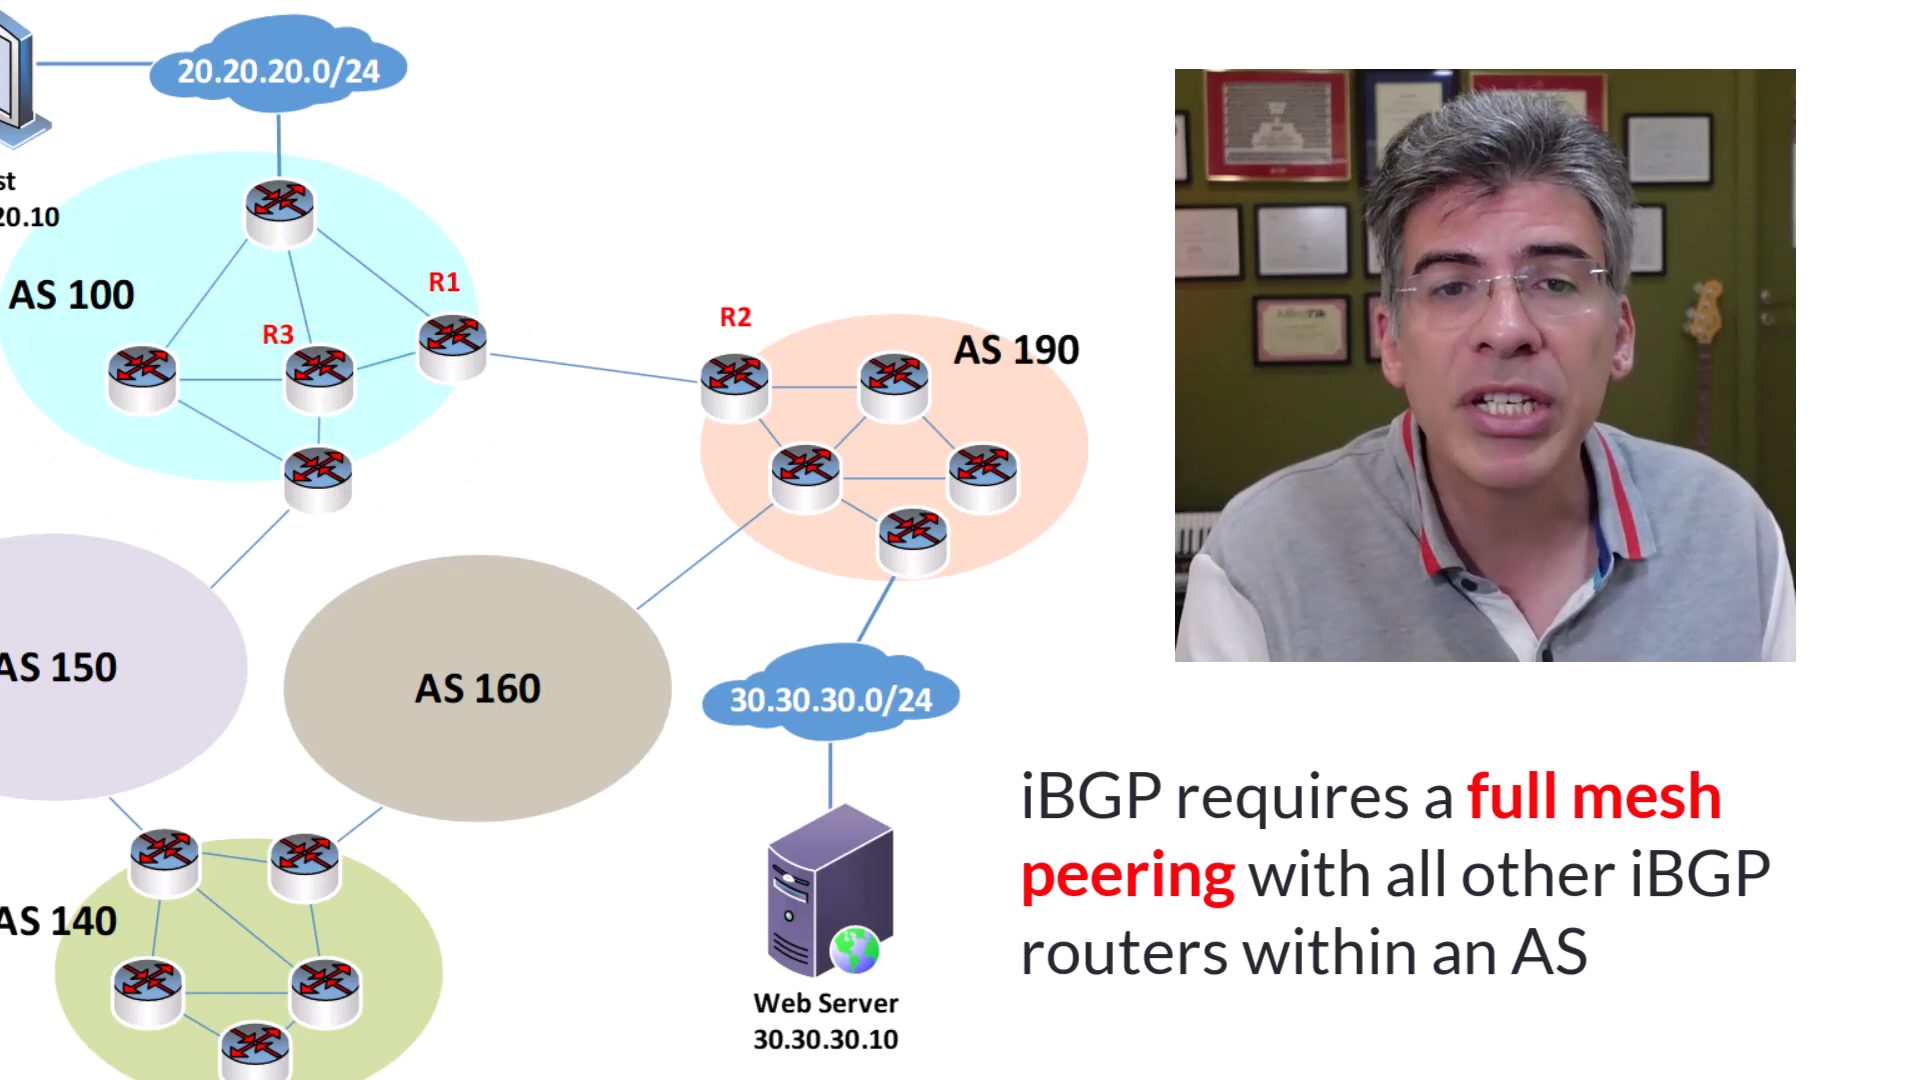 20.20.20.0/24
st
20.10
AS 100
R1
R3
R2
AS 190
AS 150
AS 160
30.30.30.0/24
AS 140
Web Server
30.30.30.10
iBGP requires a full mesh
peering with all other iBGP
routers within an AS
MikroTik